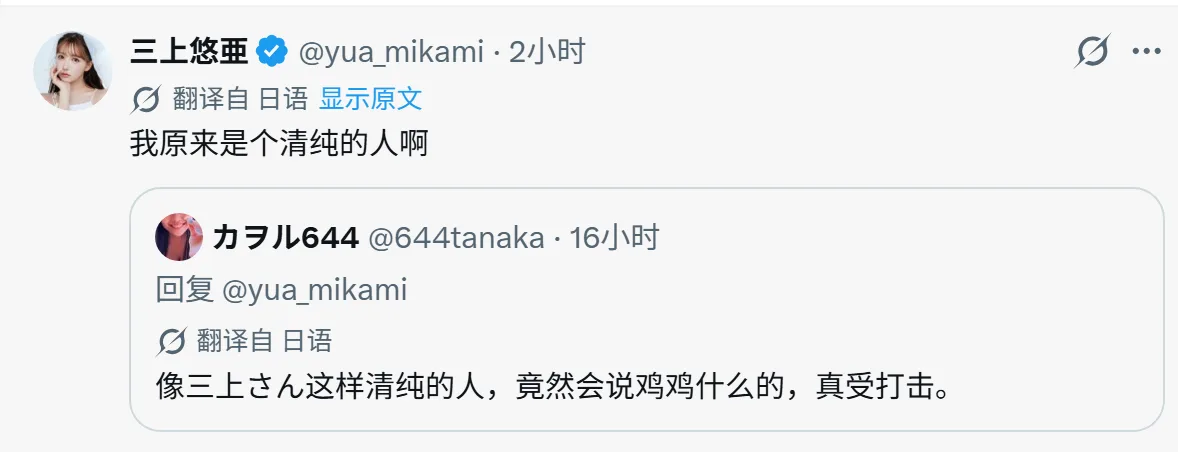 三上悠亜 @yua_mikami · 2小时
翻译自 日语 显示原文
我原来是个清纯的人啊
カヲル644 @644tanaka · 16小时
回复 @yua_mikami
翻译自 日语
像三上さん这样清纯的人，竟然会说鸡鸡什么的，真受打击。